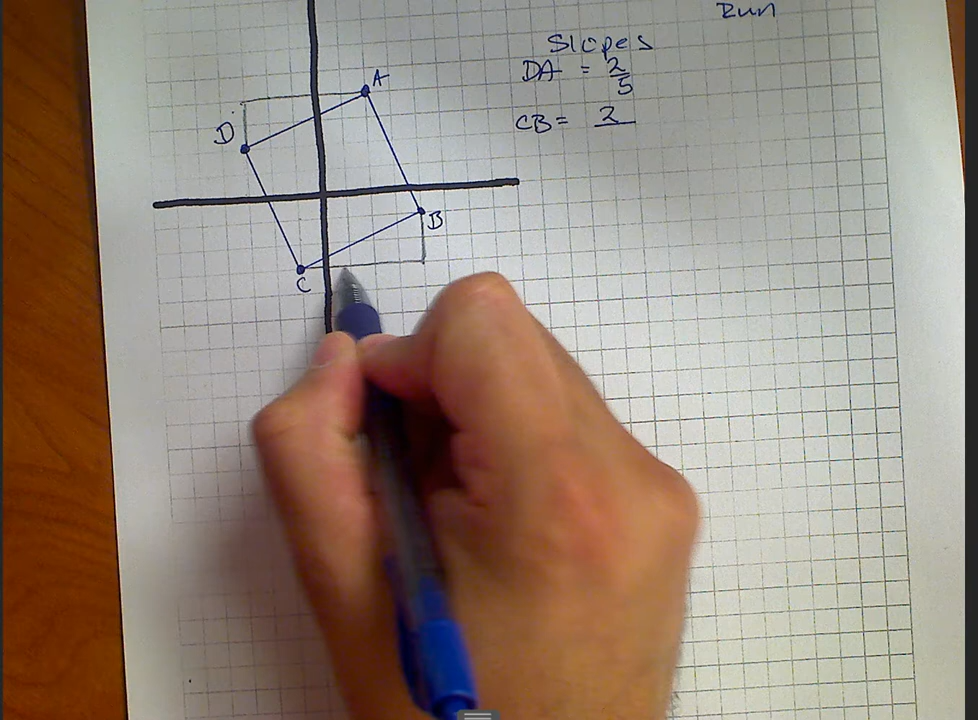 Run
Slopes
DA = 2/5
CB = 2
A
D
B
C